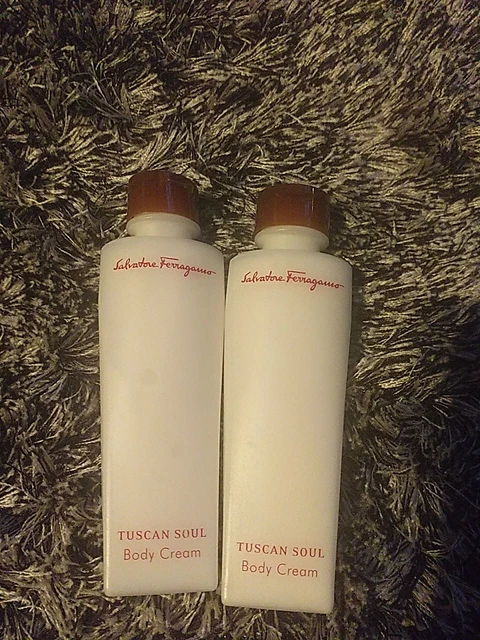 Salvatore Ferragamo
TUSCAN SOUL
Body Cream
Salvatore Ferragamo
TUSCAN SOUL
Body Cream